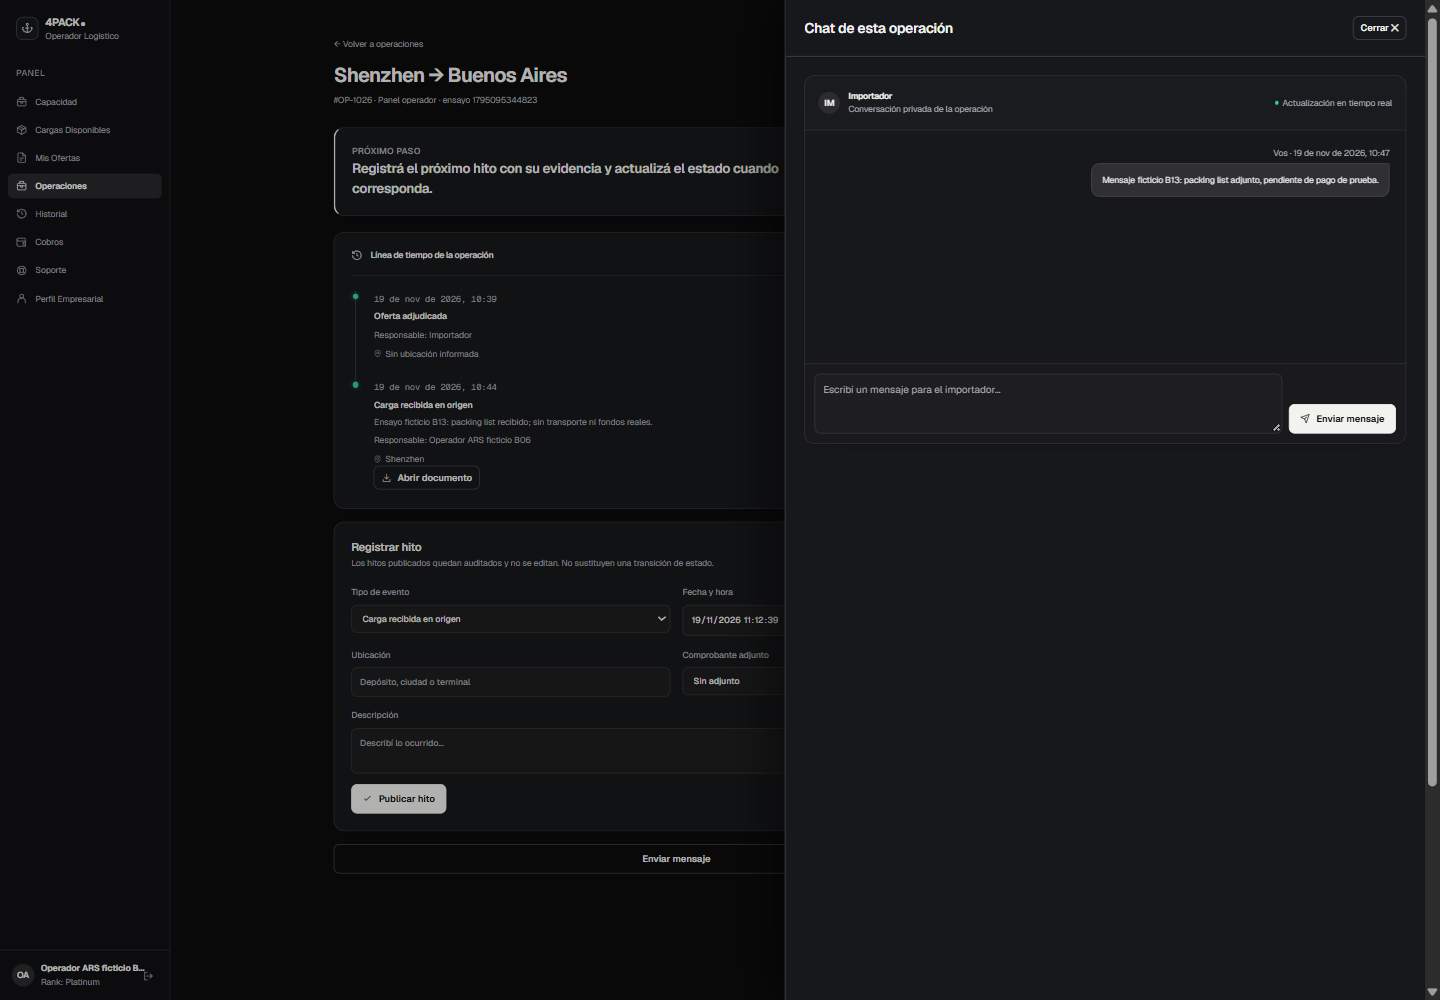 4PACK
Operador Logístico
PANEL
Capacidad
Cargas Disponibles
Mis Ofertas
Operaciones
Historial
Cobros
Soporte
Perfil Empresarial
OA
Operador ARS ficticio B...
Rank: Platinum
← Volver a operaciones
Shenzhen → Buenos Aires
#OP-1026 · Panel operador · ensayo 1795095344823
PRÓXIMO PASO
Registrá el próximo hito con su evidencia y actualizá el estado cuando
corresponda.
Línea de tiempo de la operación
19 de nov de 2026, 10:39
Oferta adjudicada
Responsable: Importador
Sin ubicación informada
19 de nov de 2026, 10:44
Carga recibida en origen
Ensayo ficticio B13: packing list recibido; sin transporte ni fondos reales.
Responsable: Operador ARS ficticio B06
Shenzhen
Abrir documento
Registrar hito
Los hitos publicados quedan auditados y no se editan. No sustituyen una transición de estado.
Tipo de evento
Fecha y hora
Carga recibida en origen
19/11/2026 11:12:39
Ubicación
Comprobante adjunto
Depósito, ciudad o terminal
Sin adjunto
Descripción
Describí lo ocurrido...
Publicar hito
Enviar mensaje
Chat de esta operación
Cerrar
IM
Importador
Conversación privada de la operación
Actualización en tiempo real
Vos · 19 de nov de 2026, 10:47
Mensaje ficticio B13: packing list adjunto, pendiente de pago de prueba.
Escribí un mensaje para el importador...
Enviar mensaje